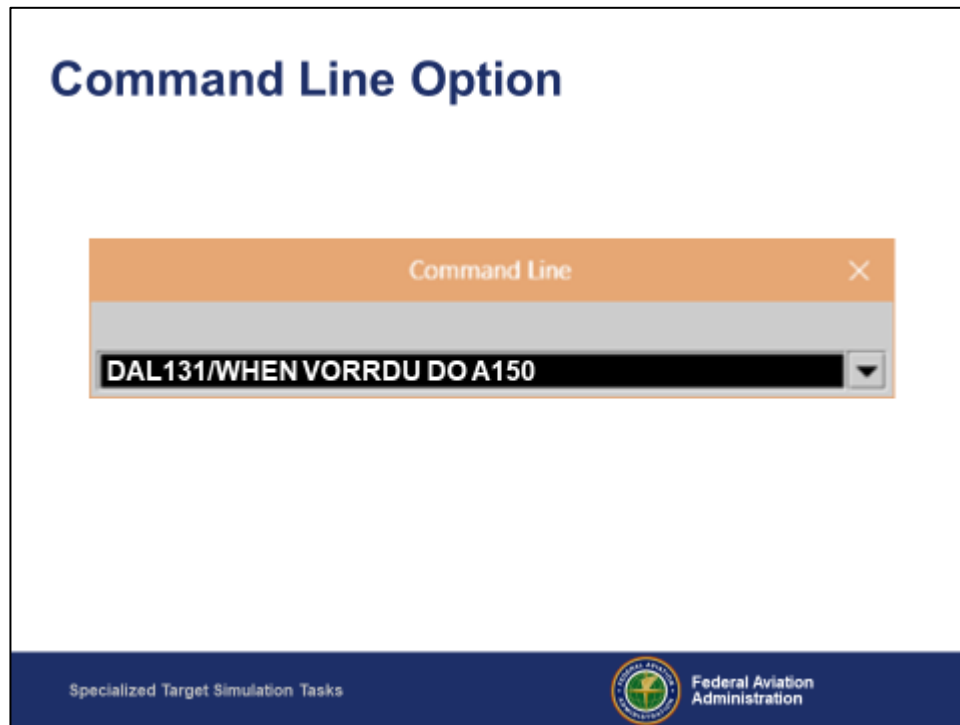 Command Line Option
Command Line
DAL131/WHEN VORRDU DO A150
Specialized Target Simulation Tasks
Federal Aviation
Administration